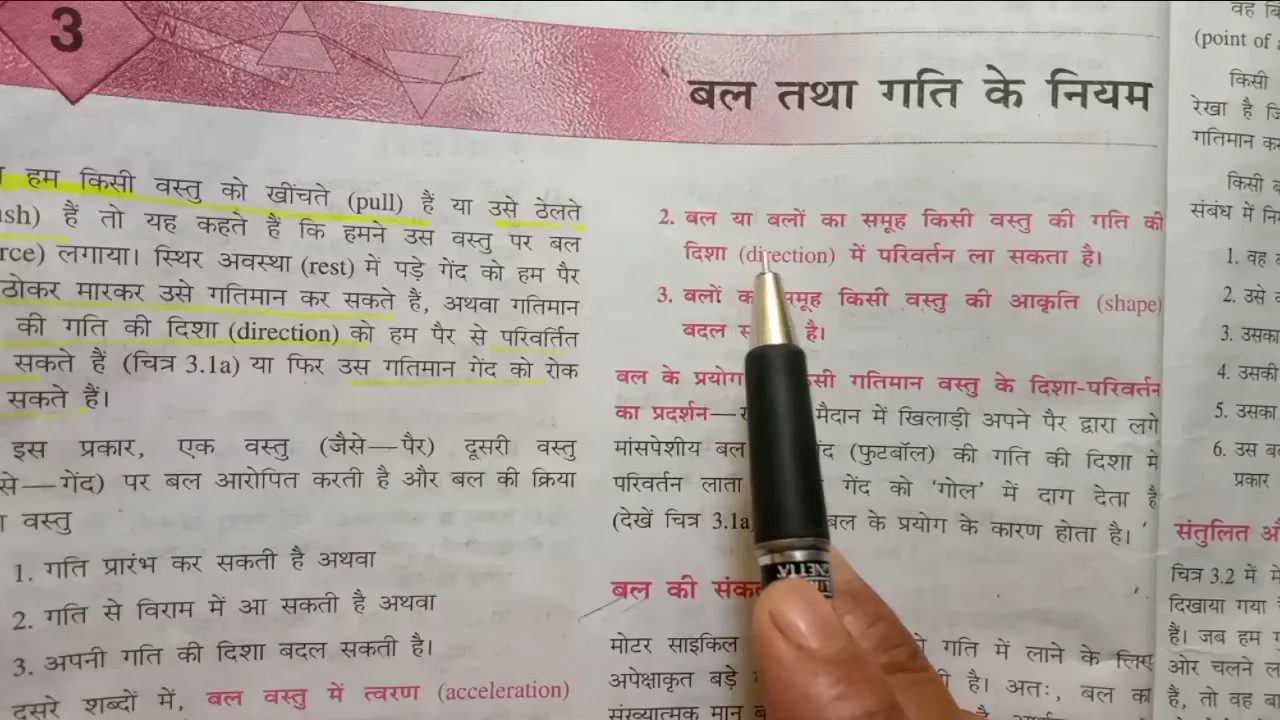 3
बल तथा गति के नियम
हम किसी वस्तु को खींचते (pull) हैं या उसे ठेलते
हैं तो यह कहते हैं कि हमने उस वस्तु पर बल
लगाया। स्थिर अवस्था (rest) में पड़े गेंद को हम पैर
ठोकर मारकर उसे गतिमान कर सकते हैं, अथवा गतिमान
की गति की दिशा (direction) को हम पैर से परिवर्तित
सकते हैं (चित्र 3.1a) या फिर उस गतिमान गेंद को रोक
सकते हैं।
इस प्रकार, एक वस्तु (जैसे—पैर) दूसरी वस्तु
—गेंद) पर बल आरोपित करती है और बल की क्रिया
वस्तु
1. गति प्रारंभ कर सकती है अथवा
2. गति से विराम में आ सकती है अथवा
3. अपनी गति की दिशा बदल सकती है।
दूसरे शब्दों में, बल वस्तु में त्वरण (acceleration)
2. बल या बलों का समूह किसी वस्तु की गति की
दिशा (direction) में परिवर्तन ला सकता है।
3. बलों समूह किसी वस्तु की आकृति (shape)
बदल है।
बल के प्रयोग गतिमान वस्तु के दिशा-परिवर्तन
का प्रदर्शन— मैदान में खिलाड़ी अपने पैर द्वारा लगे
मांसपेशीय बल (फुटबॉल) की गति की दिशा में
परिवर्तन लाता गेंद को ‘गोल’ में दाग देता है
(देखें चित्र 3.1a बल के प्रयोग के कारण होता है।
बल की
मोटर साइकिल गति में लाने के लिए
अपेक्षाकृत बड़े है। अतः, बल का
संख्यात्मक मान
वह
(point of
किसी
रेखा है
गतिमान
किसी
संबंध में
1. वह
2. उसे
3. उसका
4. उसकी
5. उसका
6. उस
प्रकार
संतुलित
चित्र 3.2 में
दिखाया गया
हैं। जब हम
ओर चलने
है, तो वह